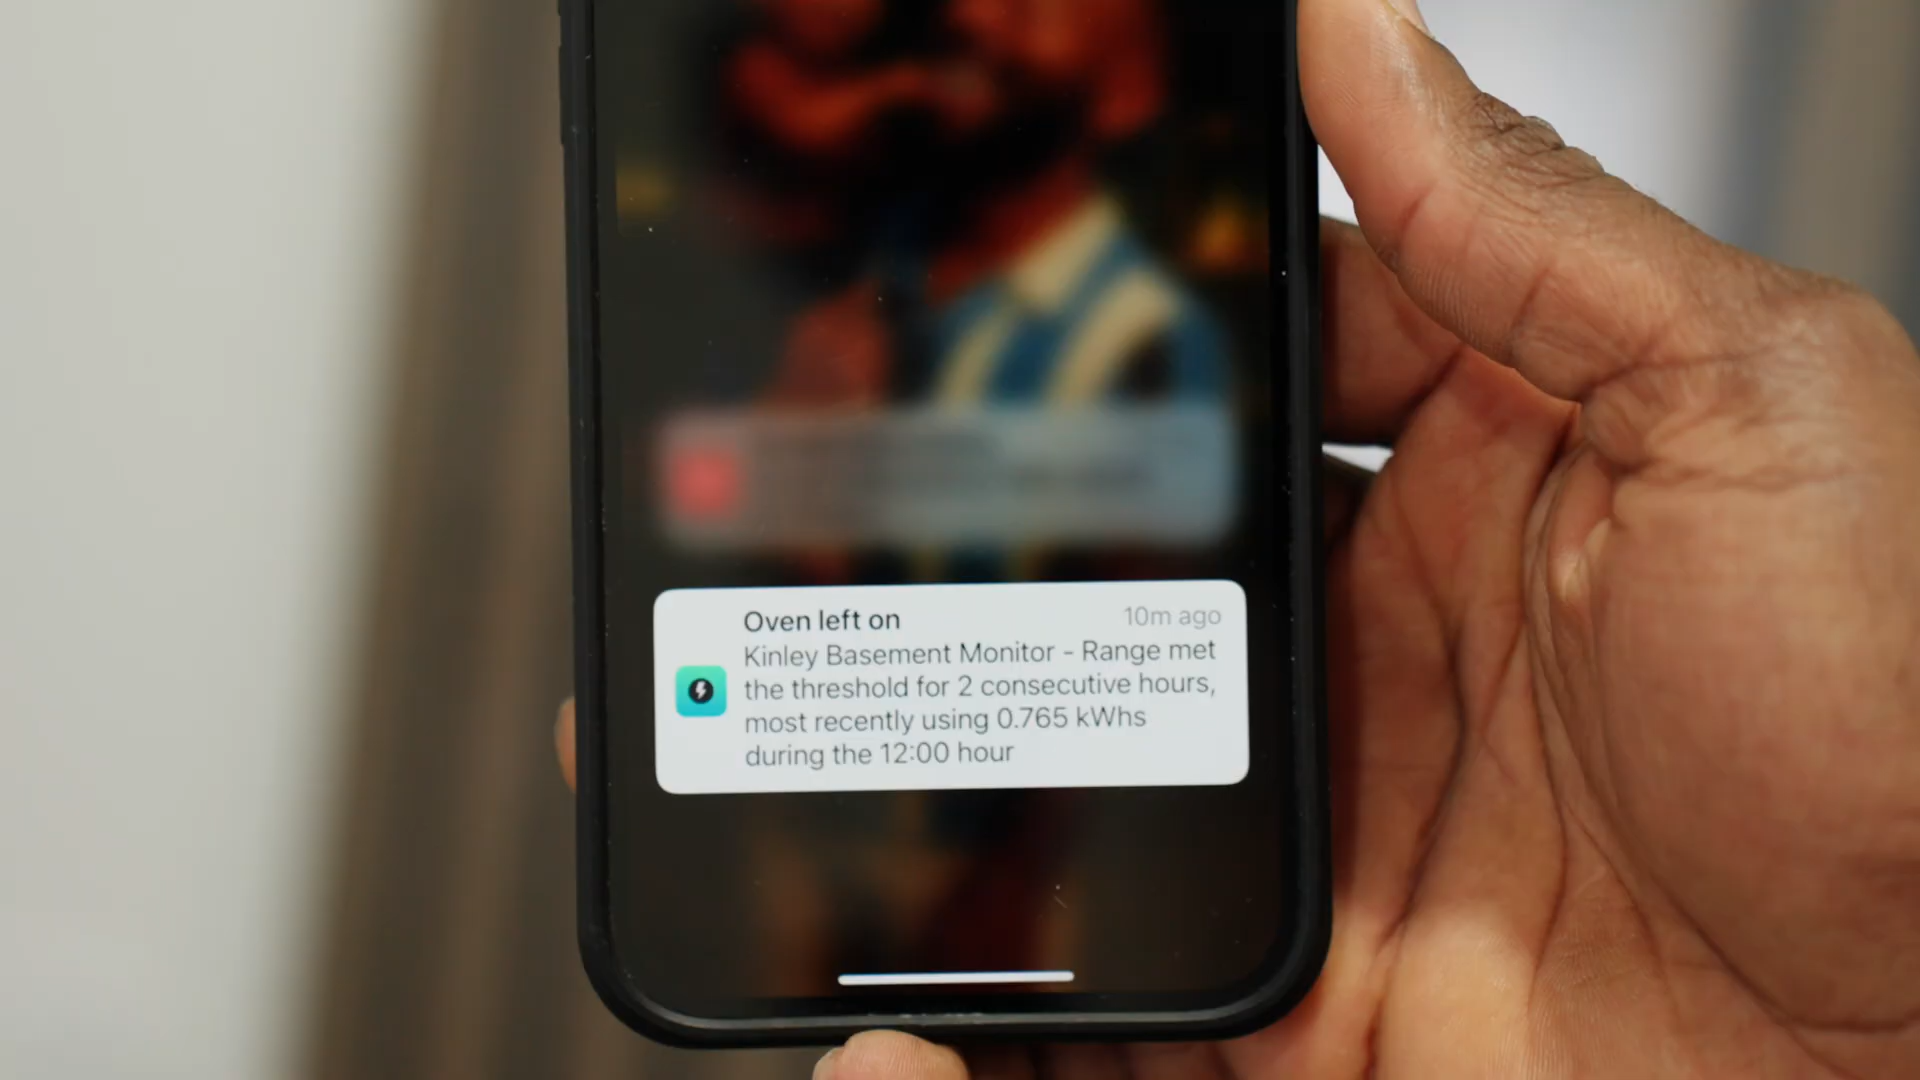 Oven left on 10m ago
Kinley Basement Monitor - Range met
the threshold for 2 consecutive hours,
most recently using 0.765 kWhs
during the 12:00 hour